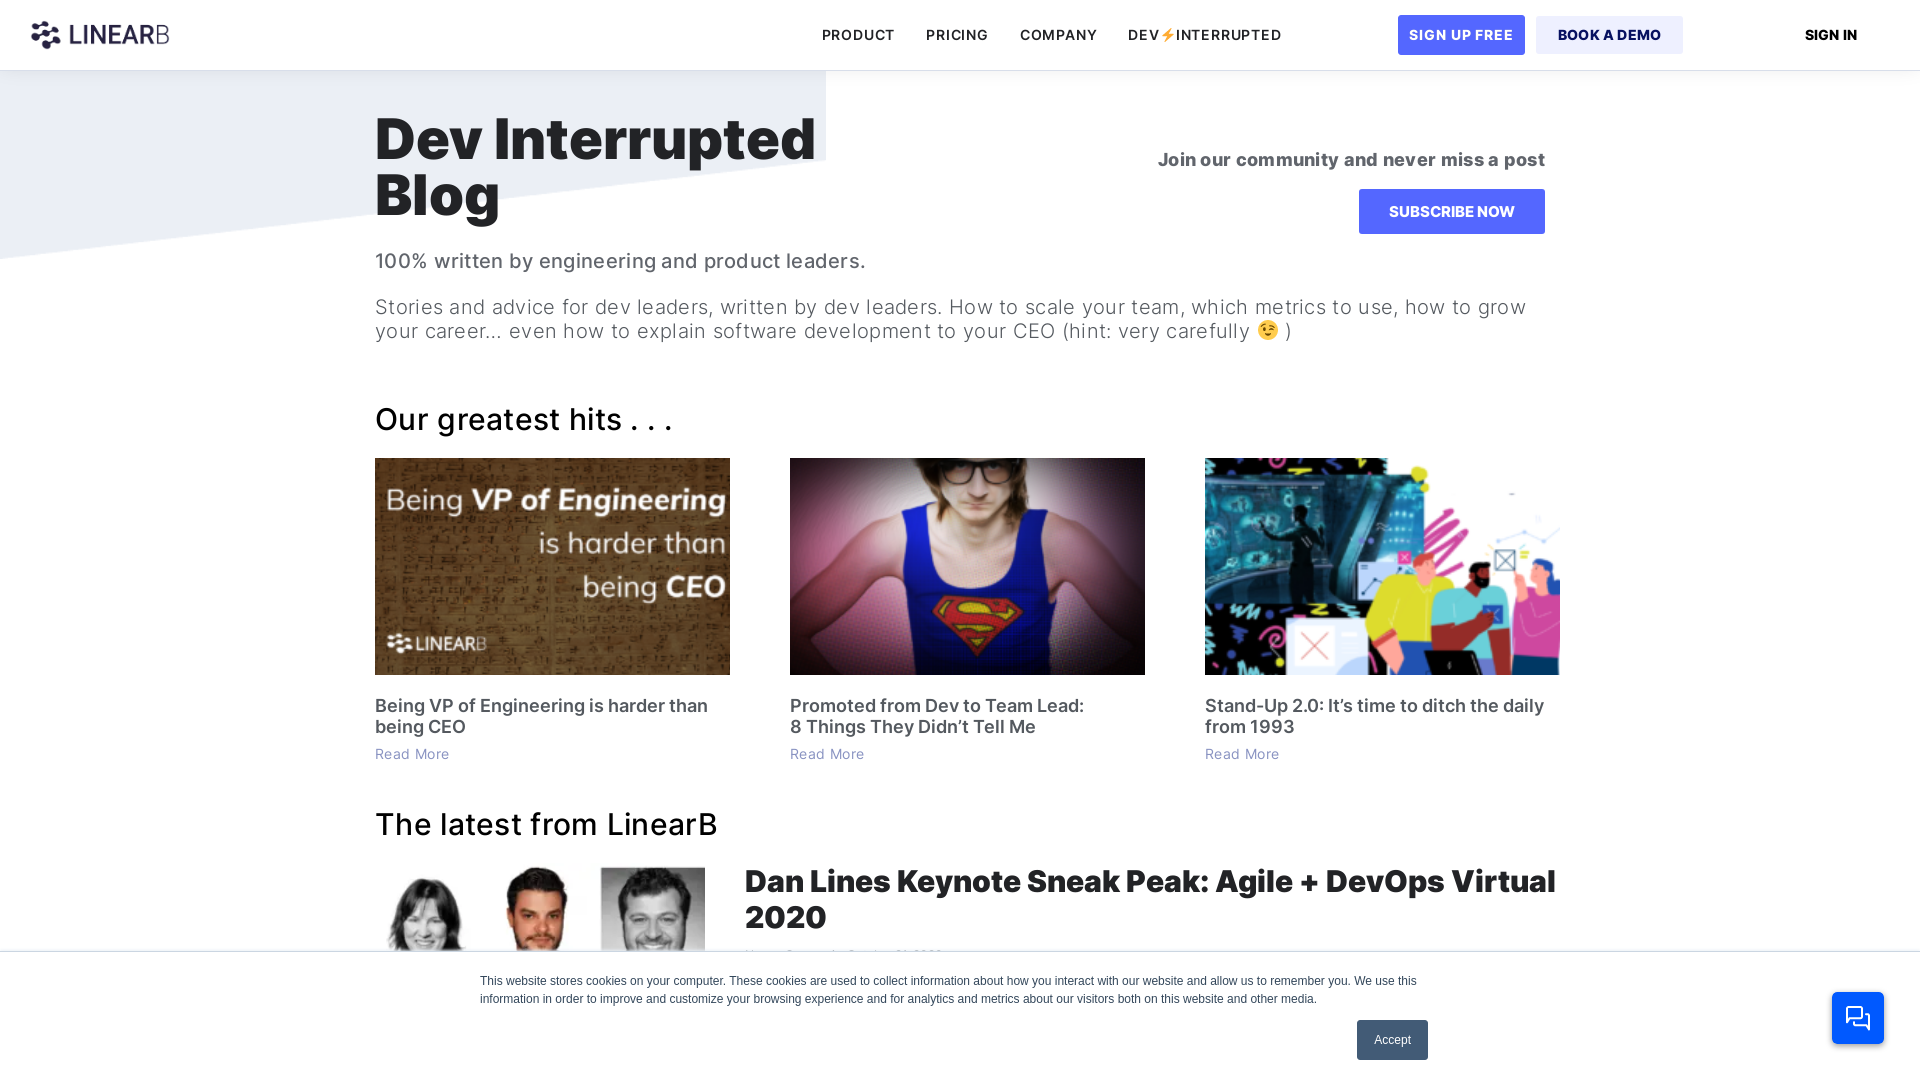 LINEARB
PRODUCT
PRICING
COMPANY
DEV⚡INTERRUPTED
SIGN UP FREE
BOOK A DEMO
SIGN IN
Dev Interrupted
Blog
Join our community and never miss a post
SUBSCRIBE NOW
100% written by engineering and product leaders.
Stories and advice for dev leaders, written by dev leaders. How to scale your team, which metrics to use, how to grow
your career… even how to explain software development to your CEO (hint: very carefully 😉 )
Our greatest hits . . .
Being VP of Engineering
is harder than
being CEO
LINEARB
Being VP of Engineering is harder than
being CEO
Read More
Promoted from Dev to Team Lead:
8 Things They Didn’t Tell Me
Read More
Stand-Up 2.0: It’s time to ditch the daily
from 1993
Read More
The latest from LinearB
Dan Lines Keynote Sneak Peak: Agile + DevOps Virtual
2020
This website stores cookies on your computer. These cookies are used to collect information about how you interact with our website and allow us to remember you. We use this
information in order to improve and customize your browsing experience and for analytics and metrics about our visitors both on this website and other media.
Accept